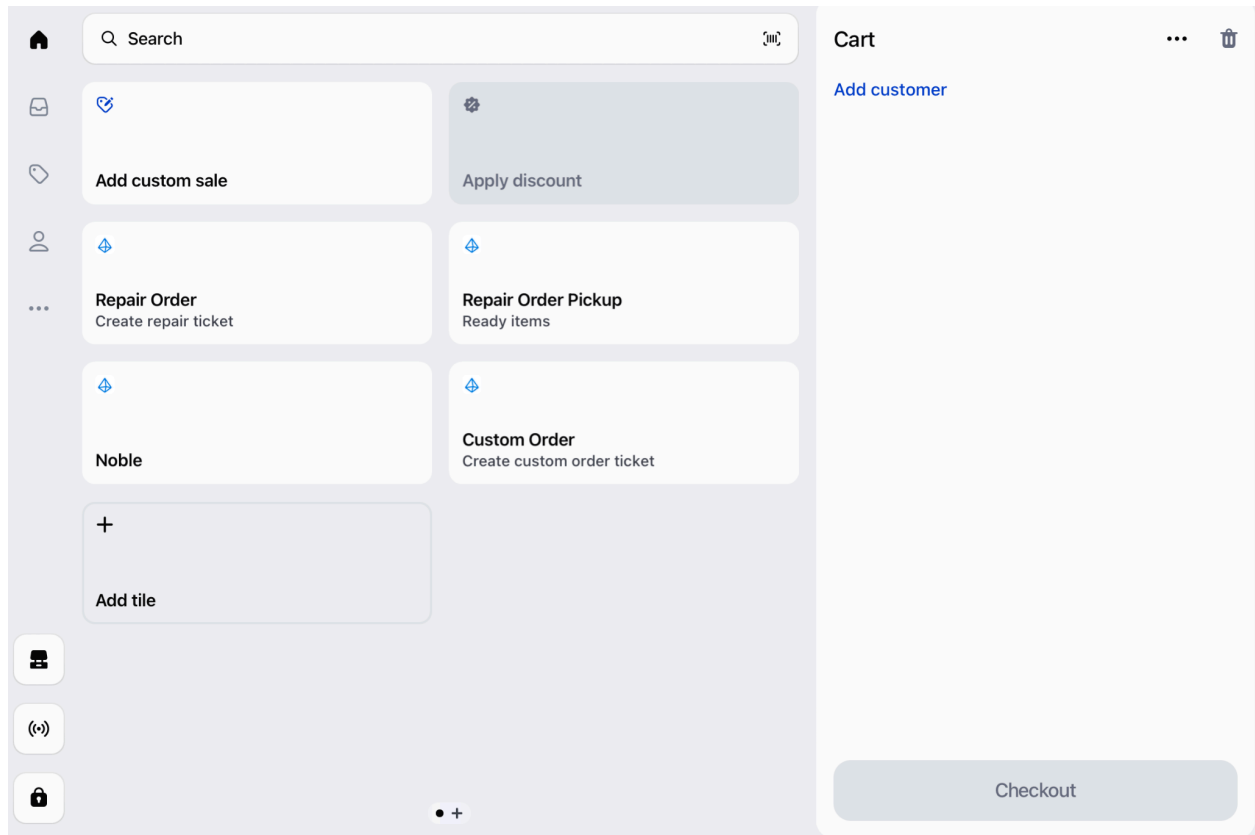 Search
Add custom sale
Apply discount
Repair Order
Create repair ticket
Repair Order Pickup
Ready items
Noble
Custom Order
Create custom order ticket
Add tile
Cart
Add customer
Checkout